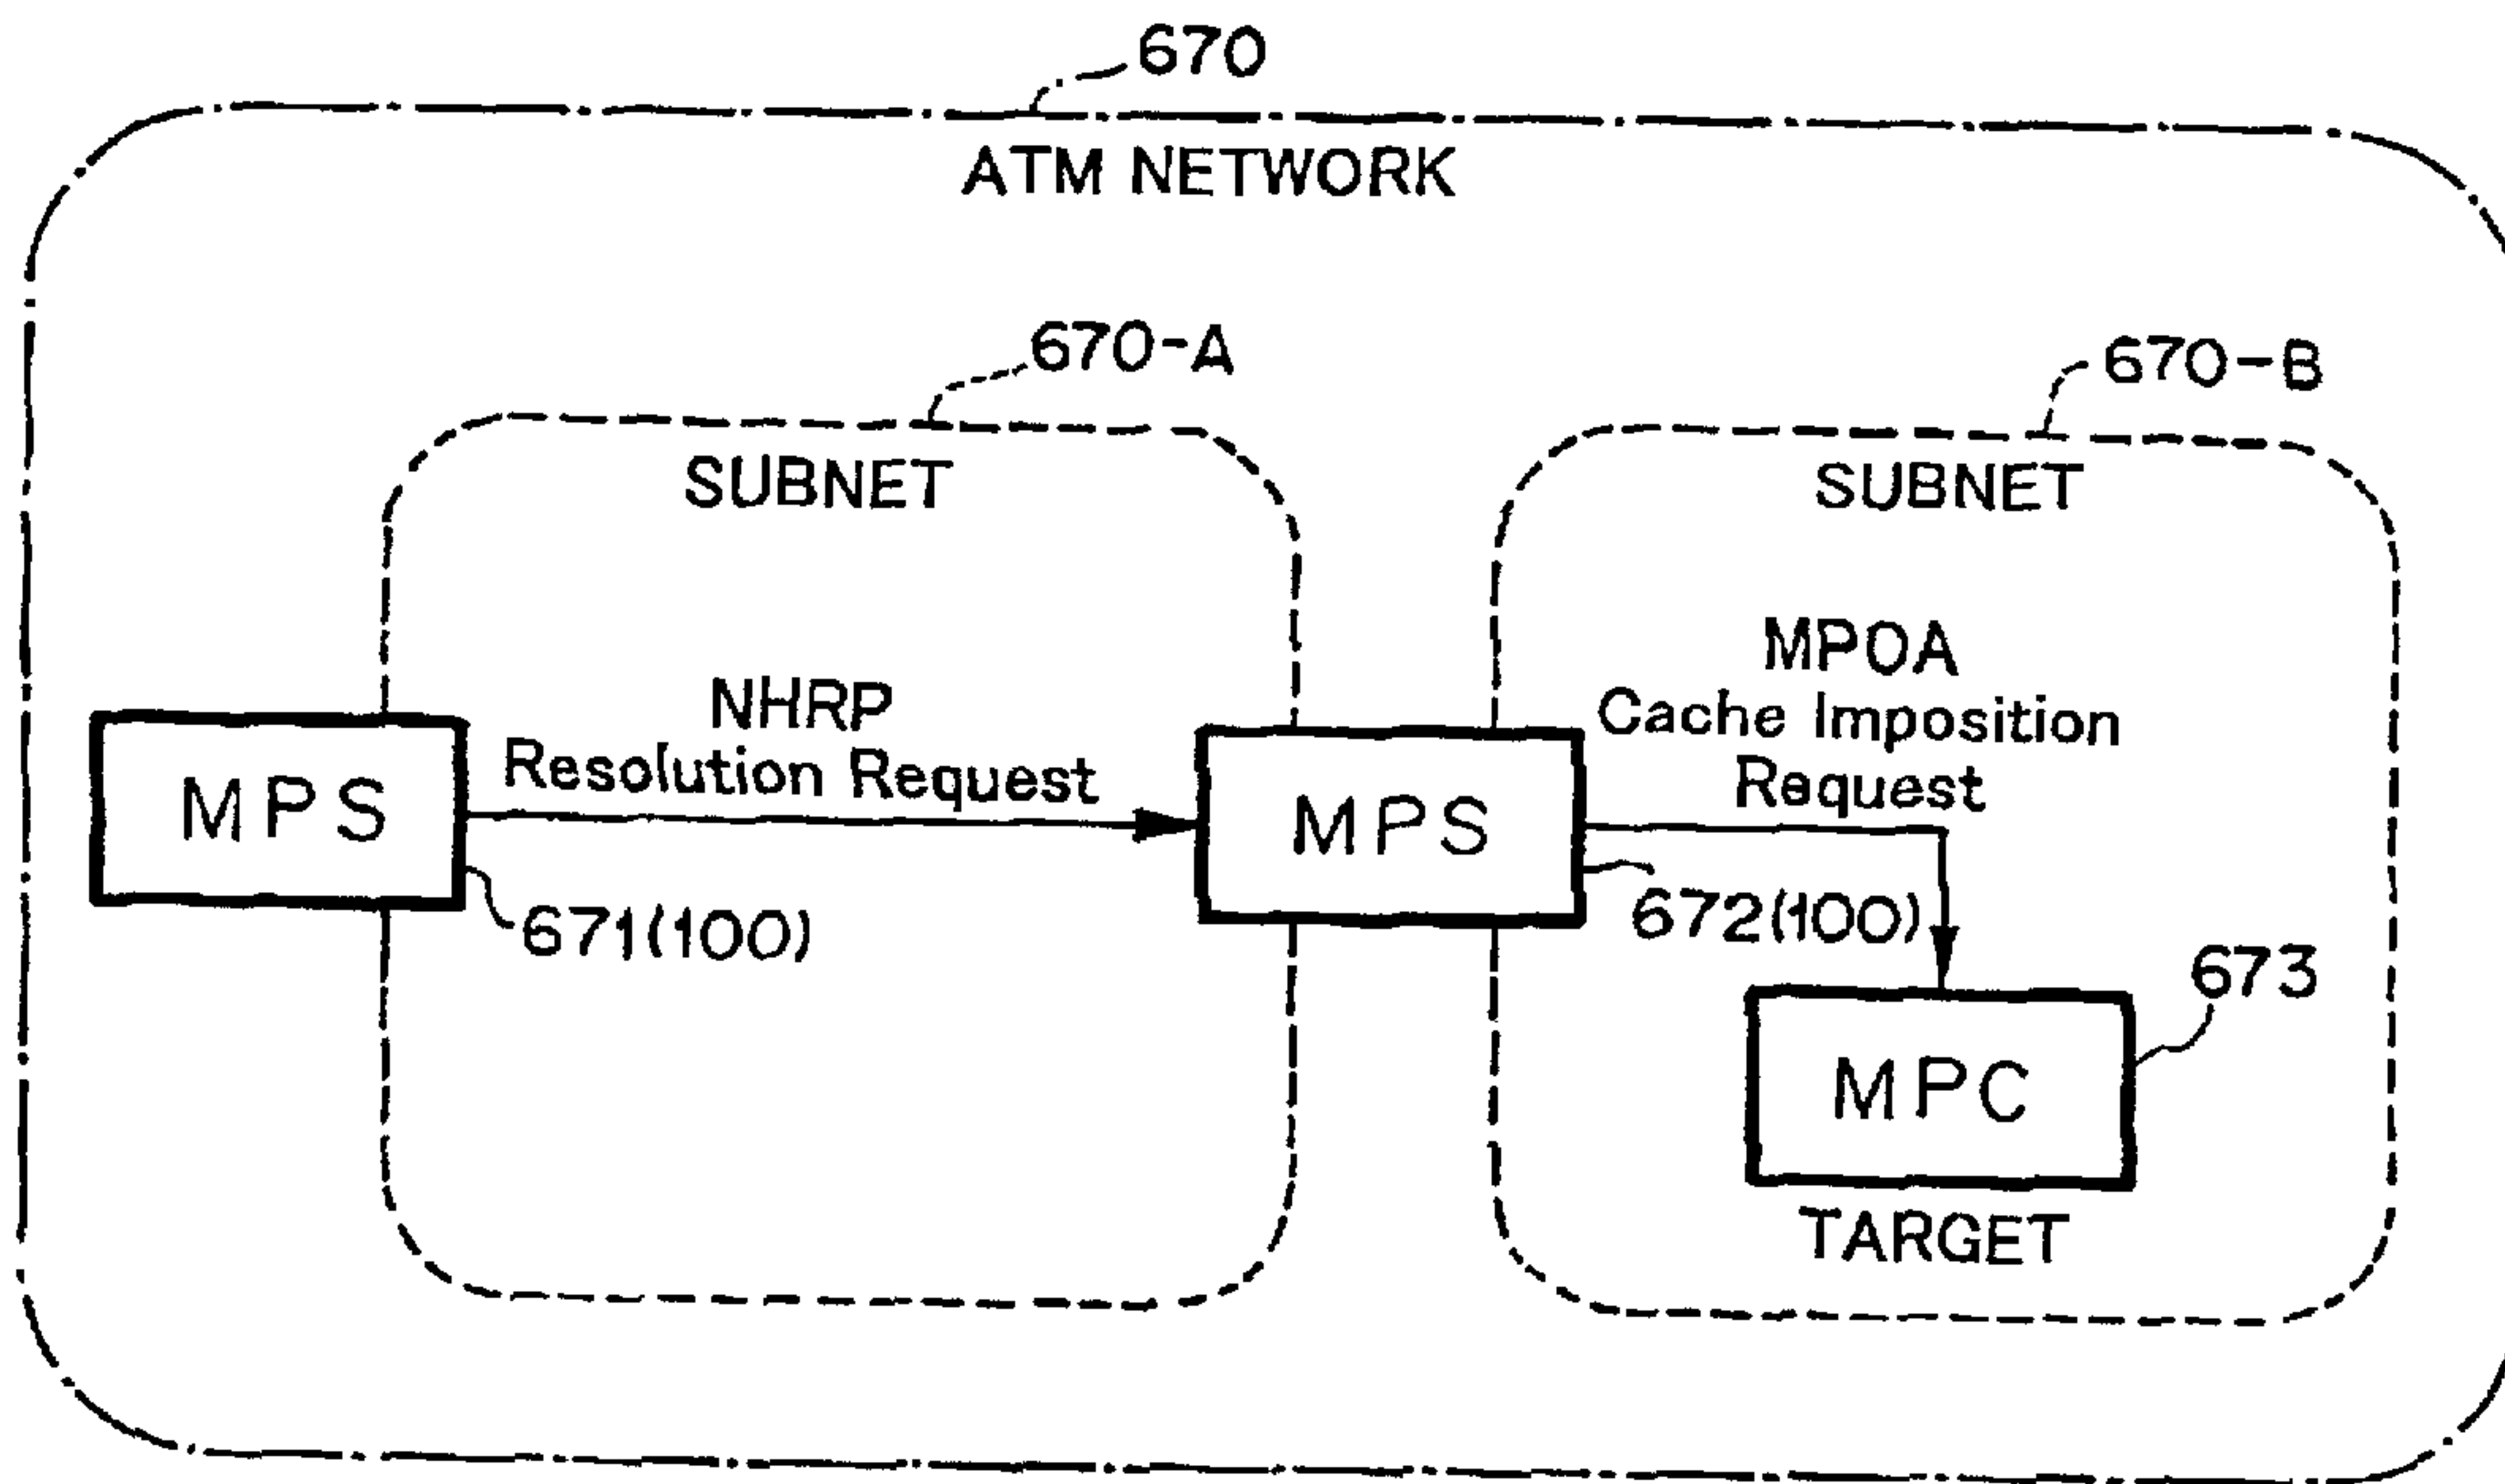 670
ATM NETWORK
670-A
670-B
SUBNET
SUBNET
NHRP
Resolution Request
MPOA
Cache Imposition
Request
MPS
MPS
671(100)
672(100)
673
MPC
TARGET